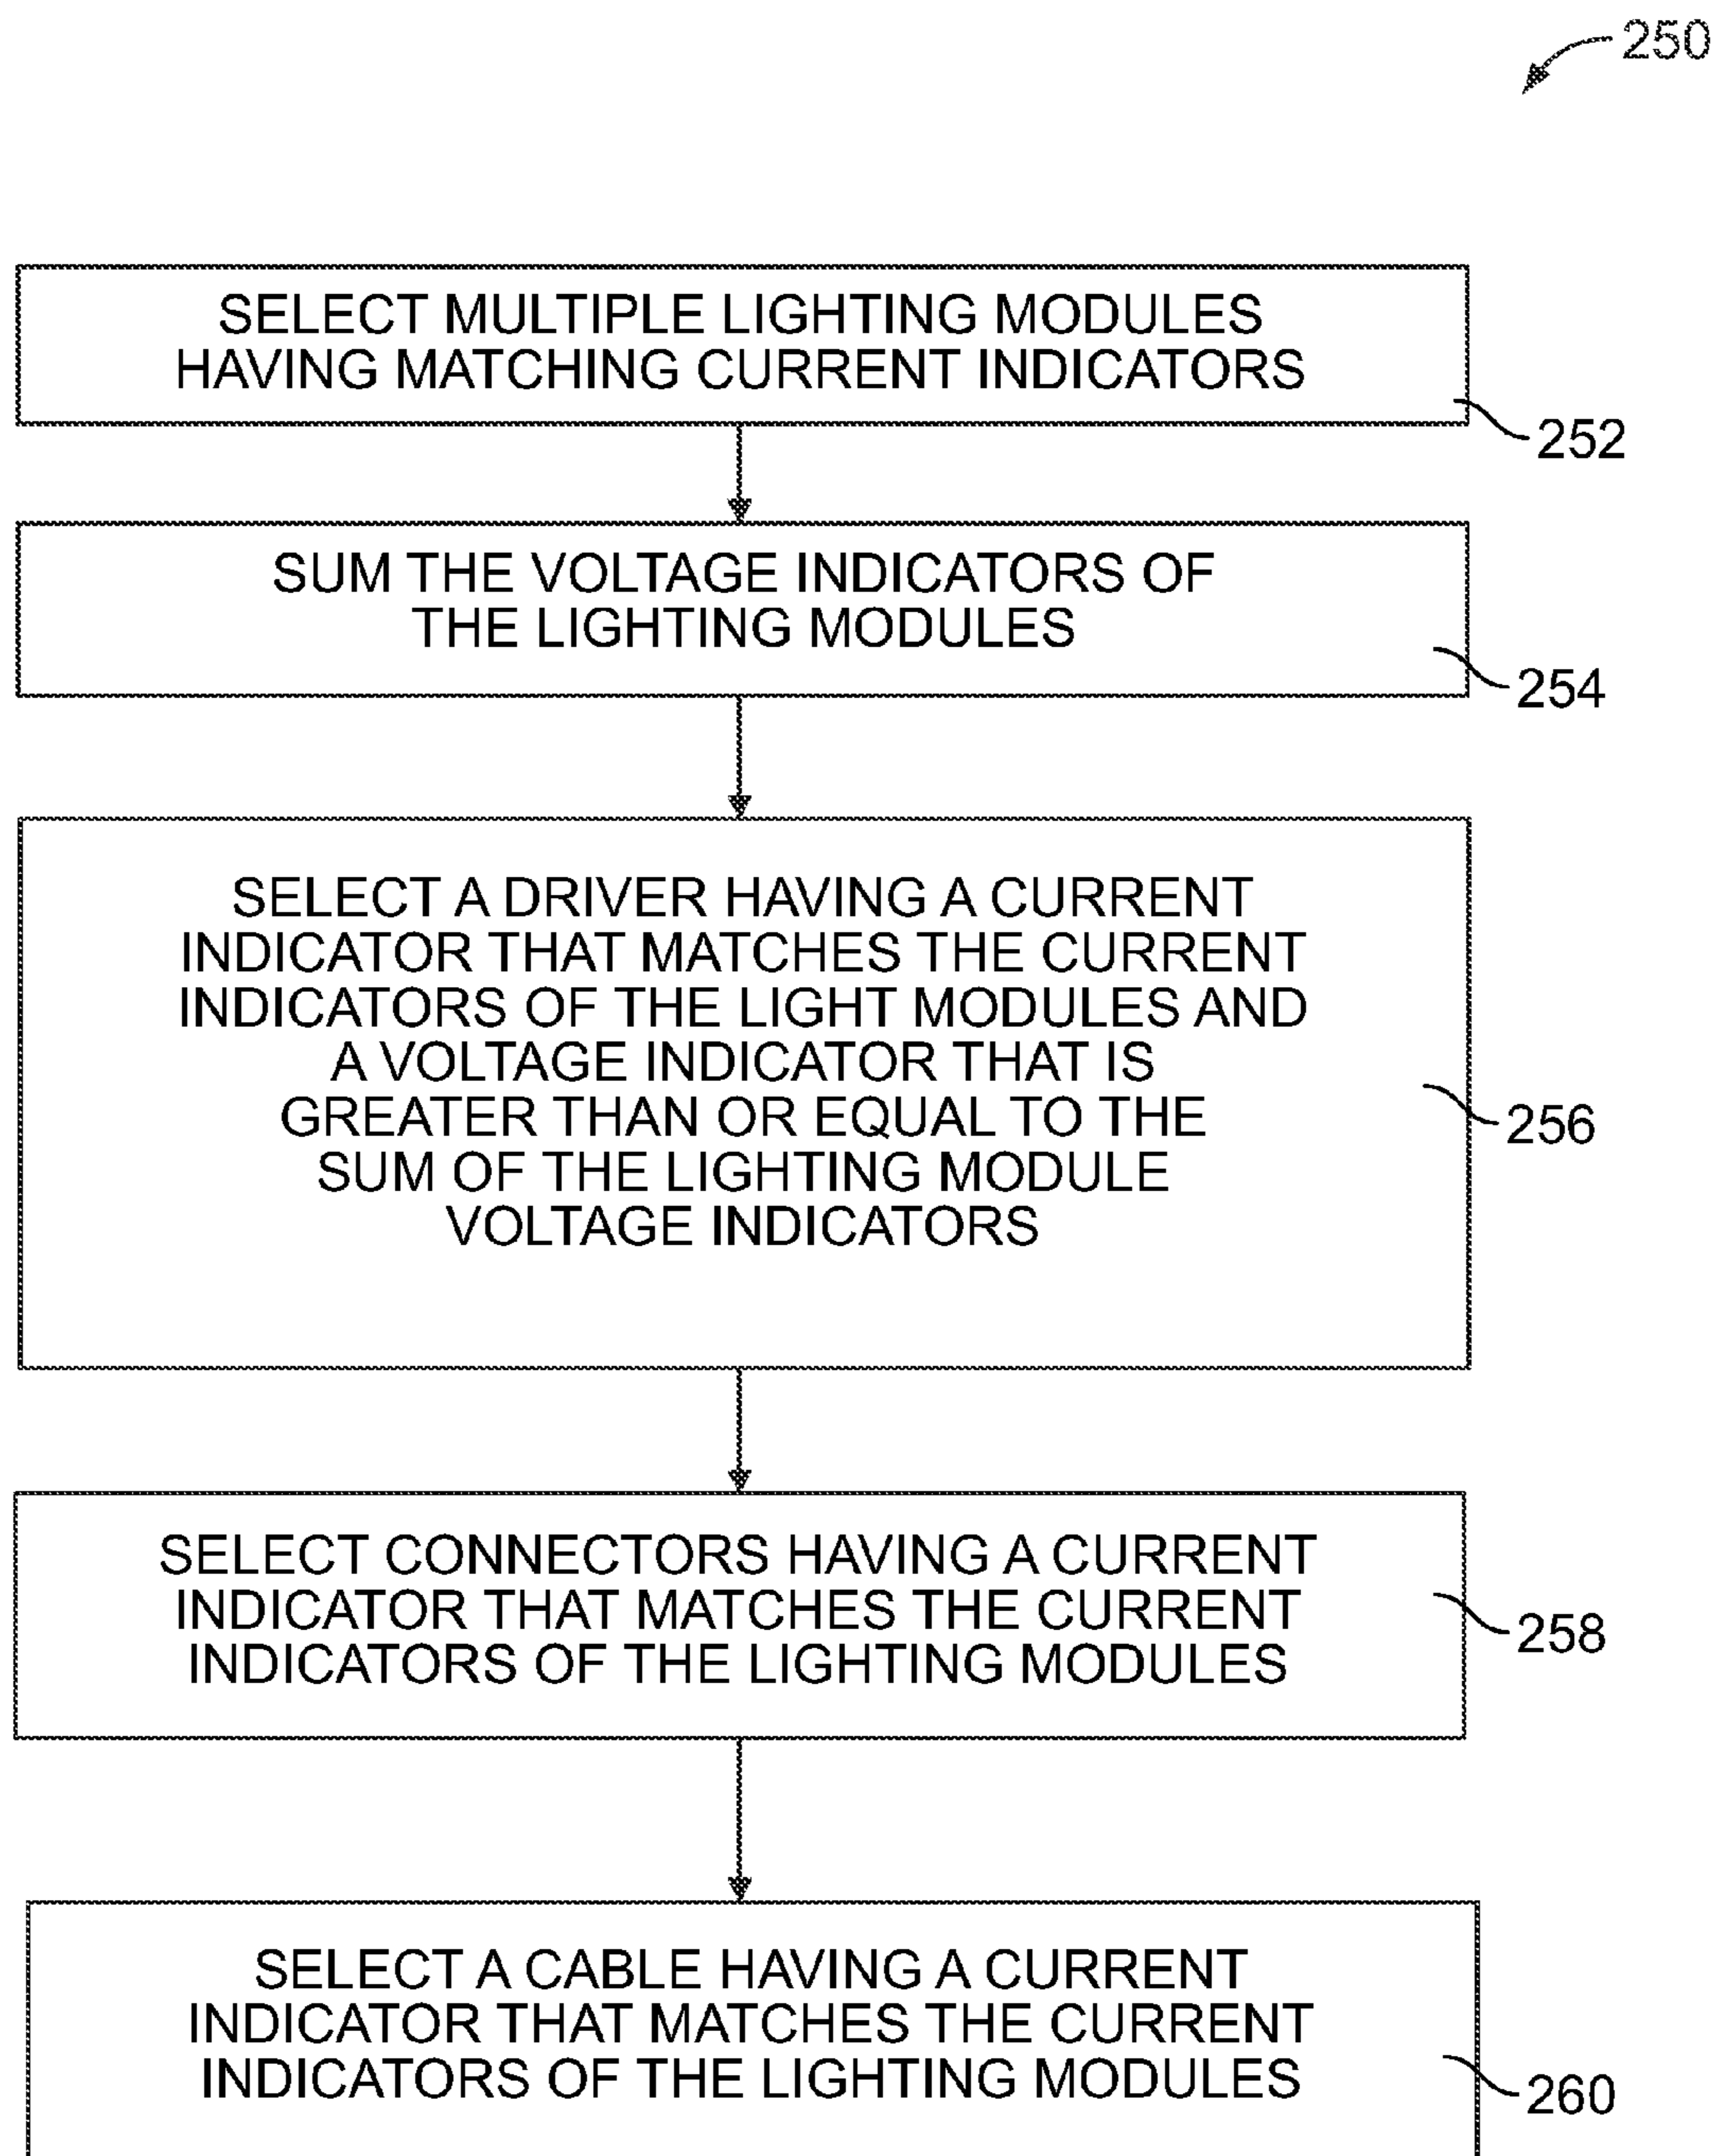 250
SELECT MULTIPLE LIGHTING MODULES
HAVING MATCHING CURRENT INDICATORS
252
SUM THE VOLTAGE INDICATORS OF
THE LIGHTING MODULES
254
SELECT A DRIVER HAVING A CURRENT
INDICATOR THAT MATCHES THE CURRENT
INDICATORS OF THE LIGHT MODULES AND
A VOLTAGE INDICATOR THAT IS
GREATER THAN OR EQUAL TO THE
SUM OF THE LIGHTING MODULE
VOLTAGE INDICATORS
256
SELECT CONNECTORS HAVING A CURRENT
INDICATOR THAT MATCHES THE CURRENT
INDICATORS OF THE LIGHTING MODULES
258
SELECT A CABLE HAVING A CURRENT
INDICATOR THAT MATCHES THE CURRENT
INDICATORS OF THE LIGHTING MODULES
260